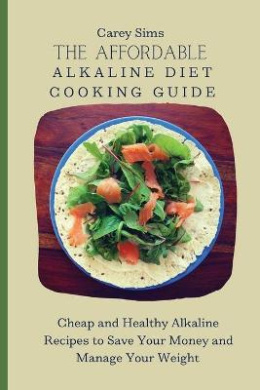 Carey Sims
THE AFFORDABLE
ALKALINE DIET
COOKING GUIDE
Cheap and Healthy Alkaline
Recipes to Save Your Money and
Manage Your Weight